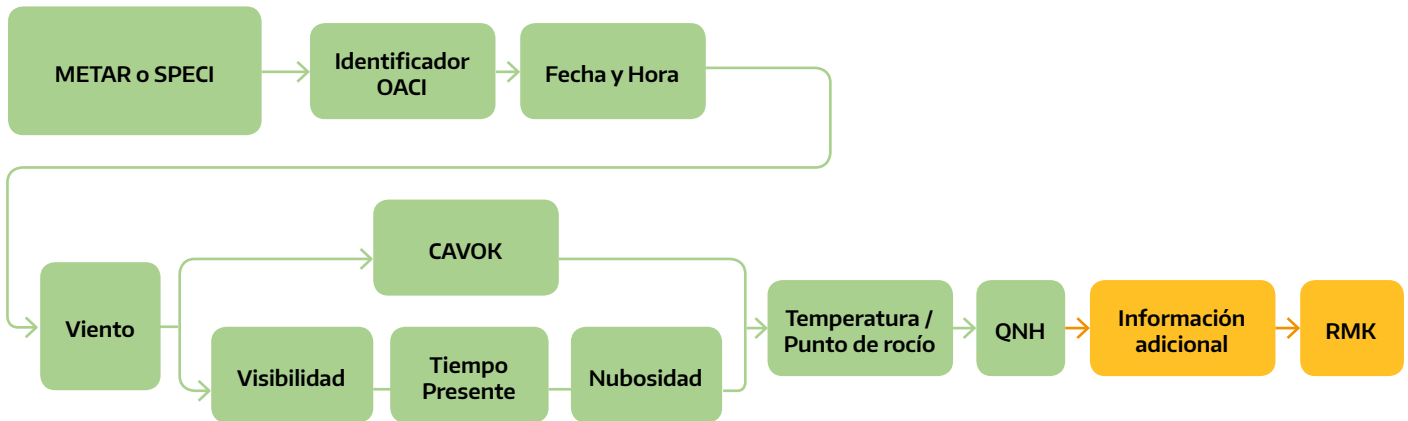 METAR o SPECI
Identificador
OACI
Fecha y Hora
Viento
CAVOK
Visibilidad
Tiempo
Presente
Nubosidad
Temperatura /
Punto de rocío
QNH
Información
adicional
RMK